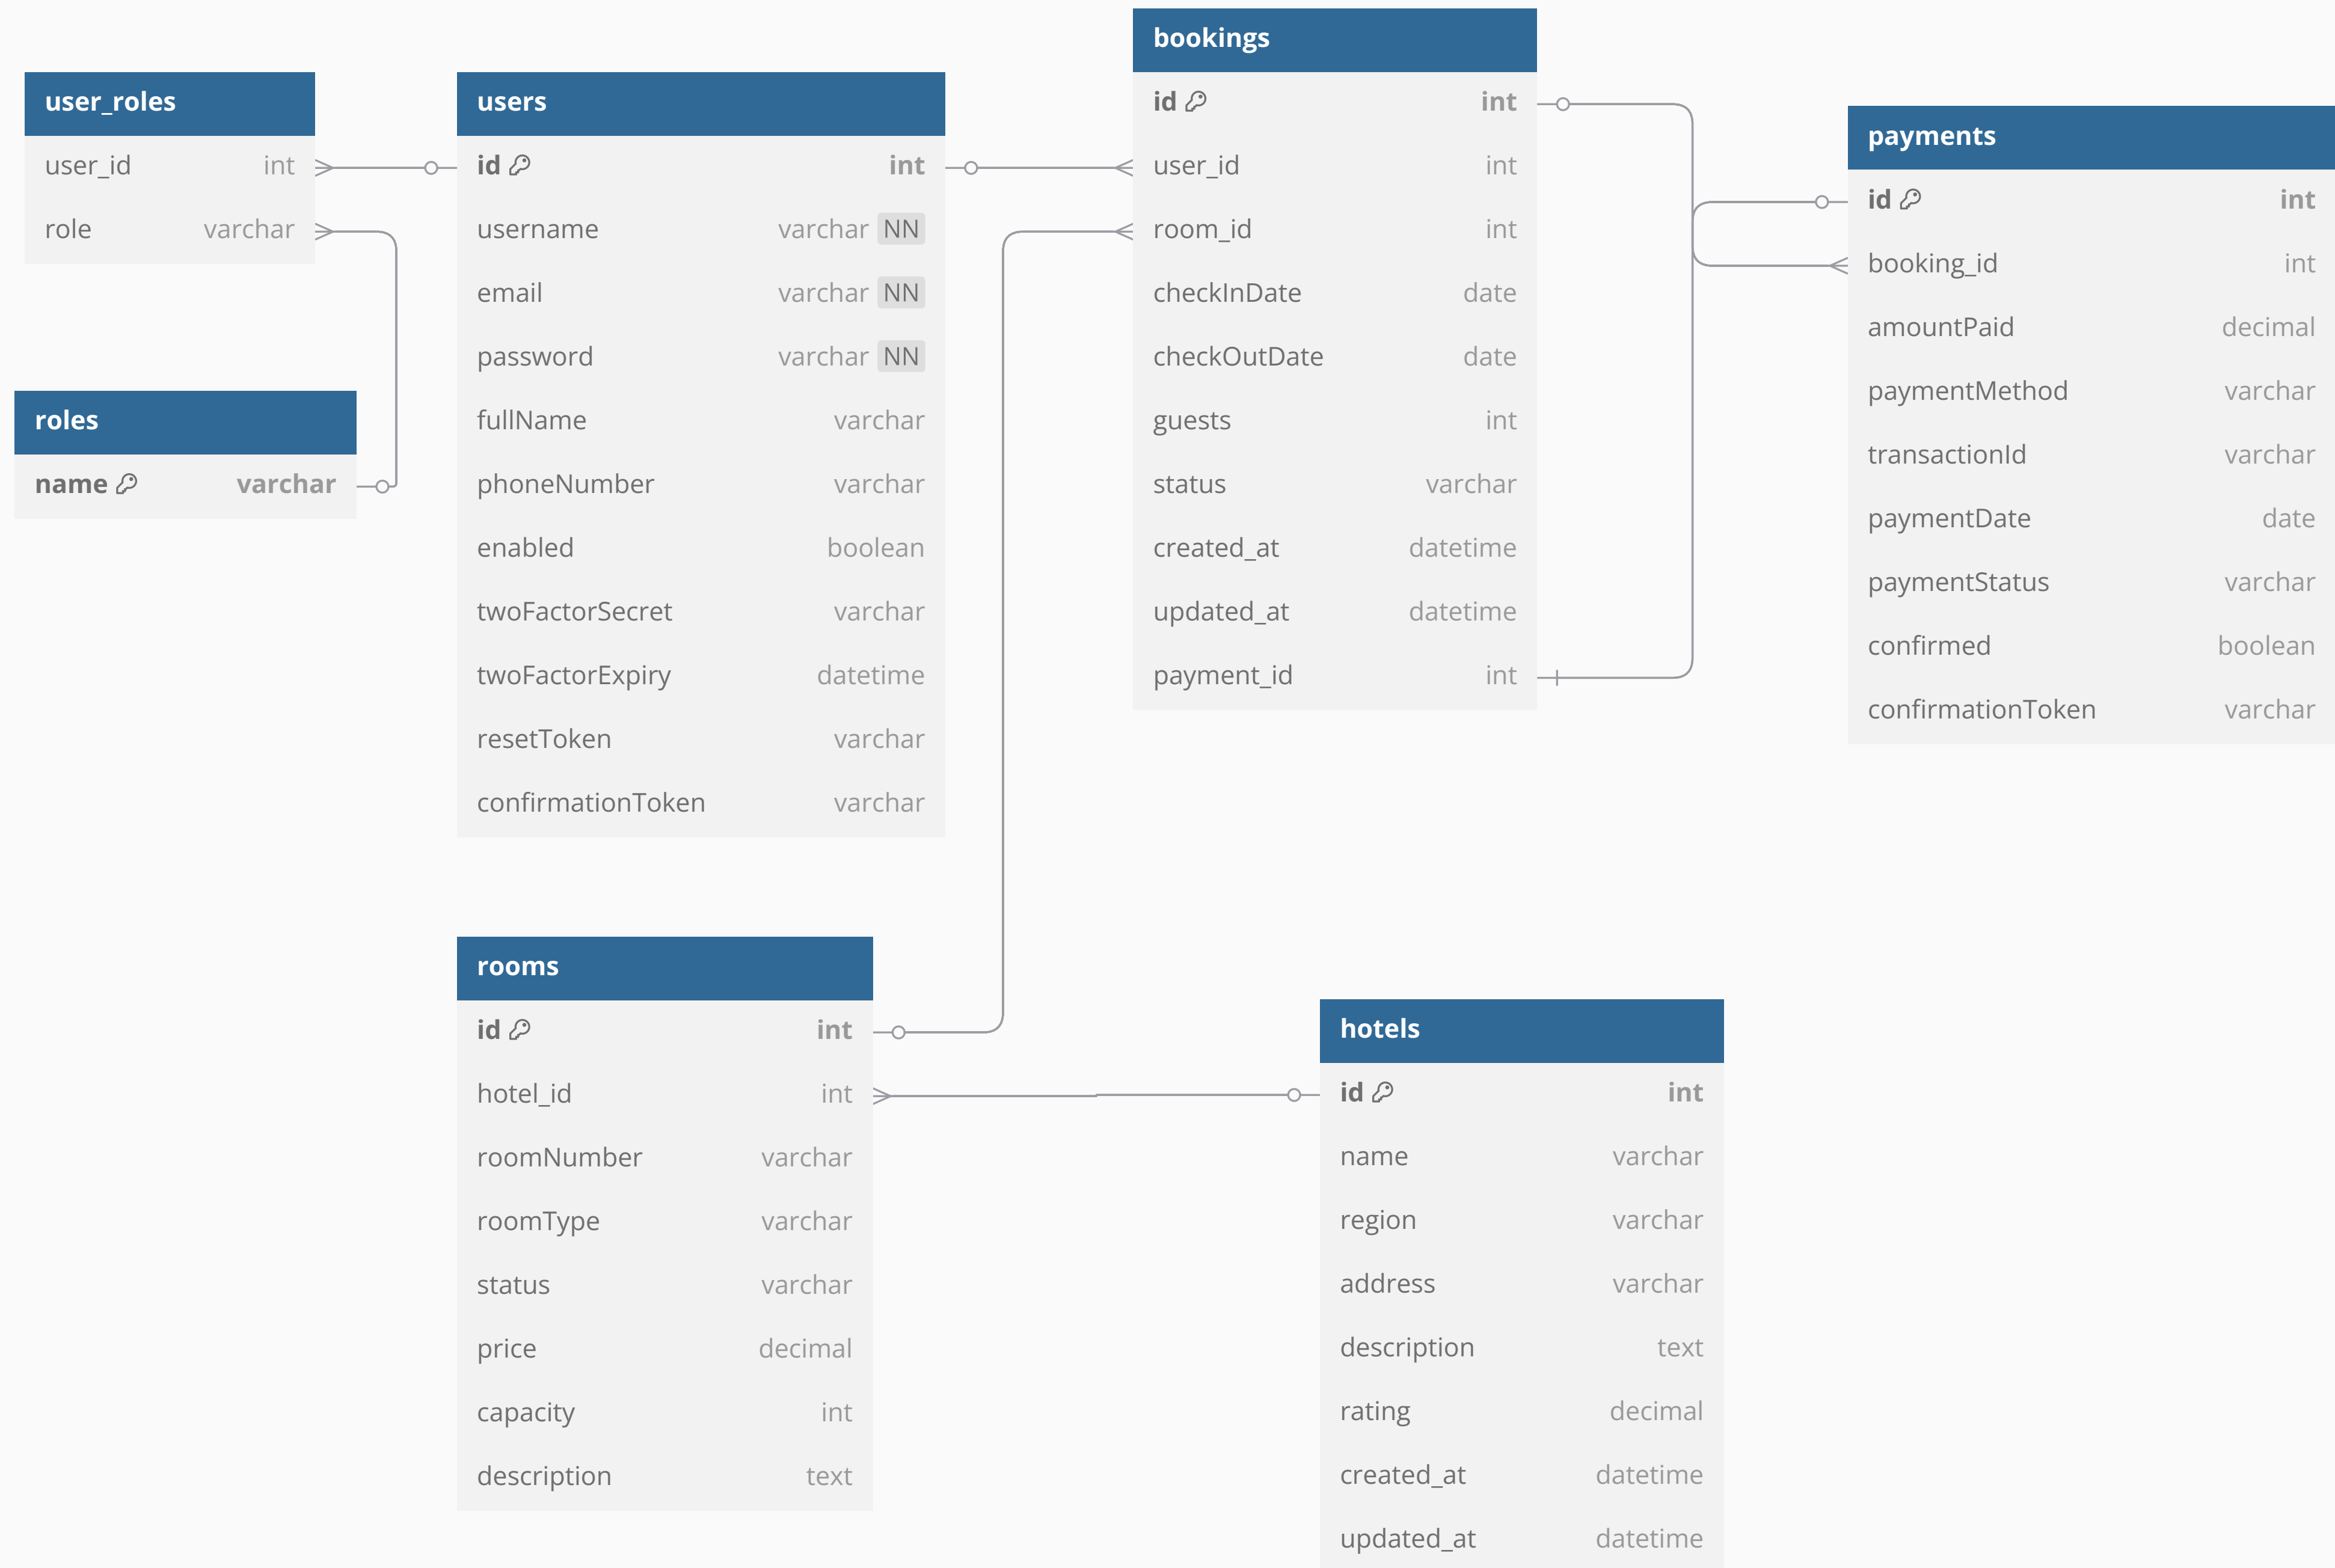 user_roles
user_id int
role varchar
roles
name varchar
users
id int
username varchar NN
email varchar NN
password varchar NN
fullName varchar
phoneNumber varchar
enabled boolean
twoFactorSecret varchar
twoFactorExpiry datetime
resetToken varchar
confirmationToken varchar
bookings
id int
user_id int
room_id int
checkInDate date
checkOutDate date
guests int
status varchar
created_at datetime
updated_at datetime
payment_id int
payments
id int
booking_id int
amountPaid decimal
paymentMethod varchar
transactionId varchar
paymentDate date
paymentStatus varchar
confirmed boolean
confirmationToken varchar
rooms
id int
hotel_id int
roomNumber varchar
roomType varchar
status varchar
price decimal
capacity int
description text
hotels
id int
name varchar
region varchar
address varchar
description text
rating decimal
created_at datetime
updated_at datetime